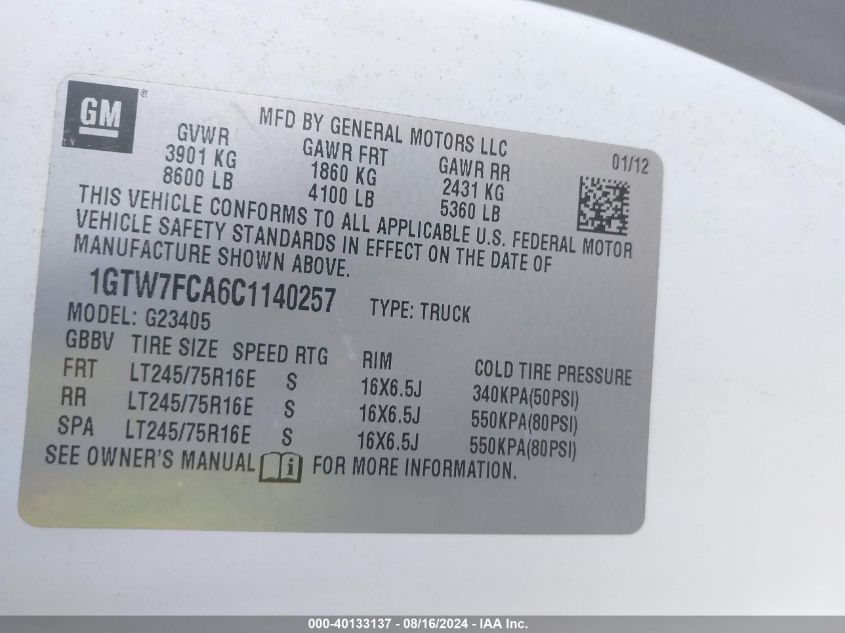 GM ®
MFD BY GENERAL MOTORS LLC
GVWR GAWR FRT GAWR RR 01/12
3901 KG 1860 KG 2431 KG
8600 LB 4100 LB 5360 LB
THIS VEHICLE CONFORMS TO ALL APPLICABLE U.S. FEDERAL MOTOR
VEHICLE SAFETY STANDARDS IN EFFECT ON THE DATE OF
MANUFACTURE SHOWN ABOVE.
1GTW7FCA6C1140257 TYPE: TRUCK
MODEL: G23405
GBBV TIRE SIZE SPEED RTG RIM COLD TIRE PRESSURE
FRT LT245/75R16E S 16X6.5J 340KPA(50PSI)
RR LT245/75R16E S 16X6.5J 550KPA(80PSI)
SPA LT245/75R16E S 16X6.5J 550KPA(80PSI)
SEE OWNER'S MANUAL i FOR MORE INFORMATION.
000-40133137 - 08/16/2024 - IAA Inc.